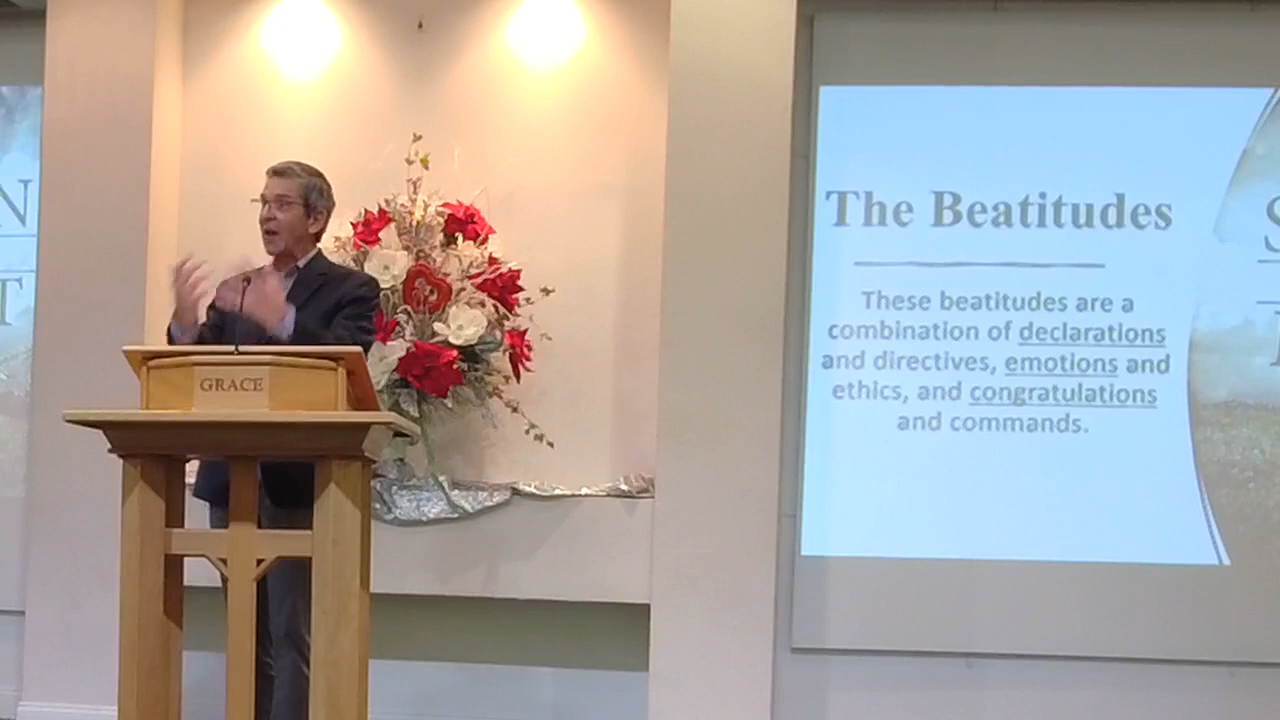 GRACE
The Beatitudes
These beatitudes are a
combination of declarations
and directives, emotions and
ethics, and congratulations
and commands.